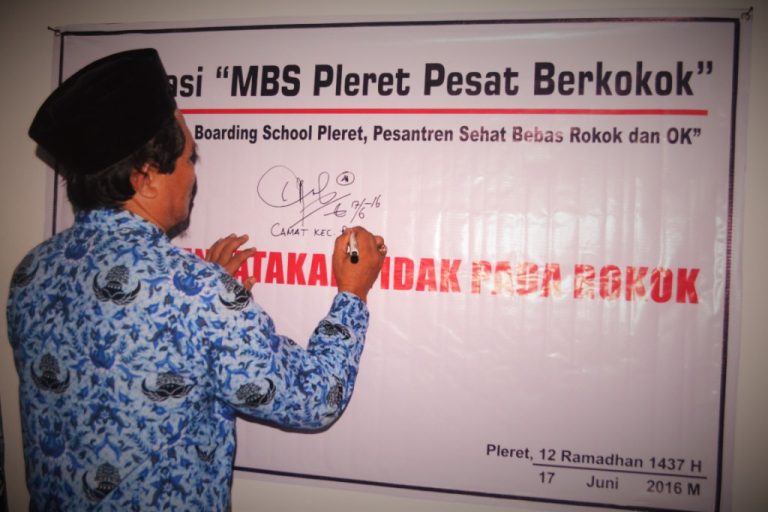 asi "MBS Pleret Pesat Berkokok"
Boarding School Pleret, Pesantren Sehat Bebas Rokok dan OK"
17/6-16
CAMAT KEC. P
TIDAK PADA ROKOK
Pleret, 12 Ramadhan 1437 H
17 Juni 2016 M